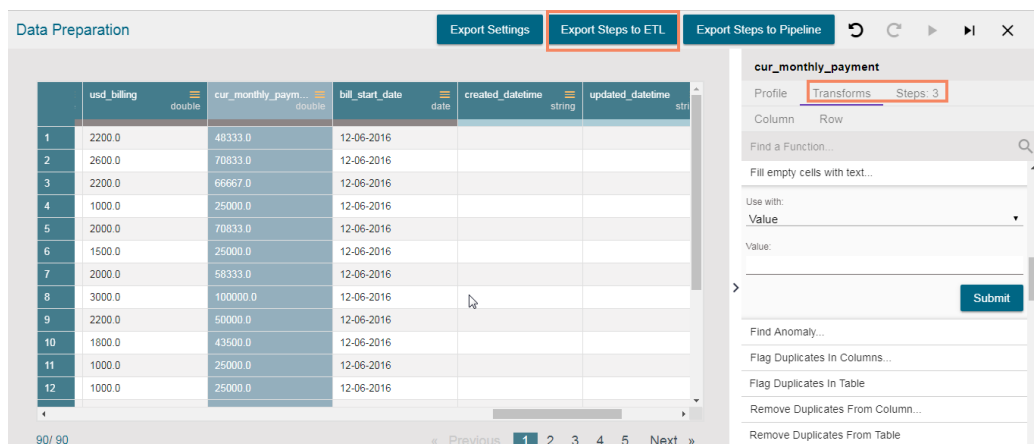 Data Preparation
Export Settings
Export Steps to ETL
Export Steps to Pipeline
usd_billing
double
cur_monthly_paym...
double
bill_start_date
date
created_datetime
string
updated_datetime
stri
1 2200.0 48333.0 12-06-2016
2 2600.0 70833.0 12-06-2016
3 2200.0 66667.0 12-06-2016
4 1000.0 25000.0 12-06-2016
5 2000.0 70833.0 12-06-2016
6 1500.0 25000.0 12-06-2016
7 2000.0 58333.0 12-06-2016
8 3000.0 100000.0 12-06-2016
9 2200.0 50000.0 12-06-2016
10 1800.0 43500.0 12-06-2016
11 1000.0 25000.0 12-06-2016
12 1000.0 25000.0 12-06-2016
90/ 90
« Previous 1 2 3 4 5 Next »
cur_monthly_payment
Profile Transforms Steps: 3
Column Row
Find a Function...
Fill empty cells with text...
Use with:
Value
Value:
Submit
Find Anomaly...
Flag Duplicates In Columns...
Flag Duplicates In Table
Remove Duplicates From Column...
Remove Duplicates From Table